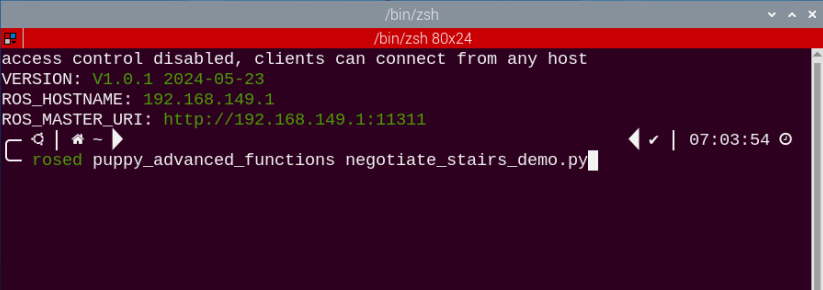 /bin/zsh
/bin/zsh 80x24
access control disabled, clients can connect from any host
VERSION: V1.0.1 2024-05-23
ROS_HOSTNAME: 192.168.149.1
ROS_MASTER_URI: http://192.168.149.1:11311
~ ✔ 07:03:54
rosed puppy_advanced_functions negotiate_stairs_demo.py